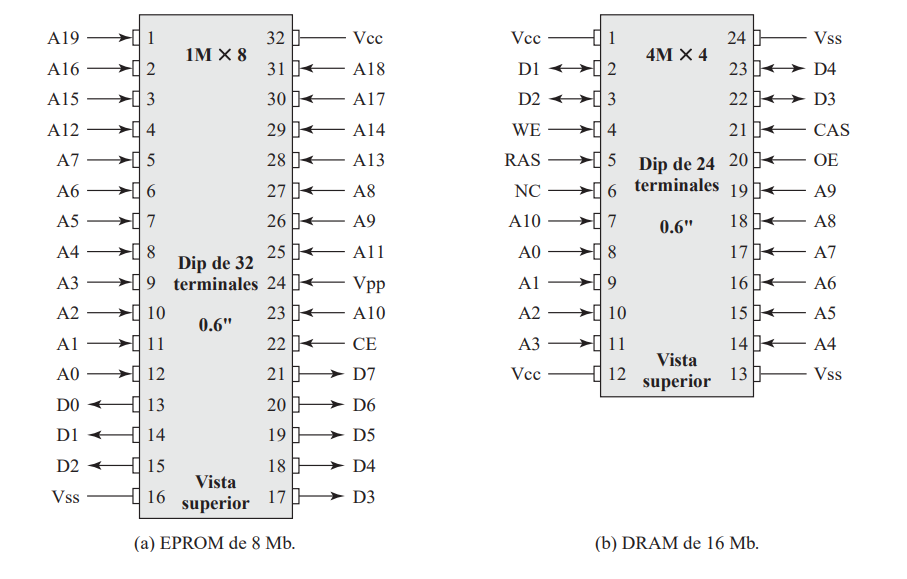 A19 1 32 Vcc
1M × 8
A16 2 31 A18
A15 3 30 A17
A12 4 29 A14
A7 5 28 A13
A6 6 27 A8
A5 7 26 A9
A4 8 25 A11
Dip de 32
A3 9 terminales 24 Vpp
A2 10 23 A10
0.6"
A1 11 22 CE
A0 12 21 D7
D0 13 20 D6
D1 14 19 D5
D2 15 18 D4
Vista
Vss 16 superior 17 D3
(a) EPROM de 8 Mb.
Vcc 1 24 Vss
4M × 4
D1 2 23 D4
D2 3 22 D3
WE 4 21 CAS
RAS 5 Dip de 24 20 OE
NC 6 terminales 19 A9
A10 7 0.6" 18 A8
A0 8 17 A7
A1 9 16 A6
A2 10 15 A5
A3 11 14 A4
Vista
Vcc 12 superior 13 Vss
(b) DRAM de 16 Mb.